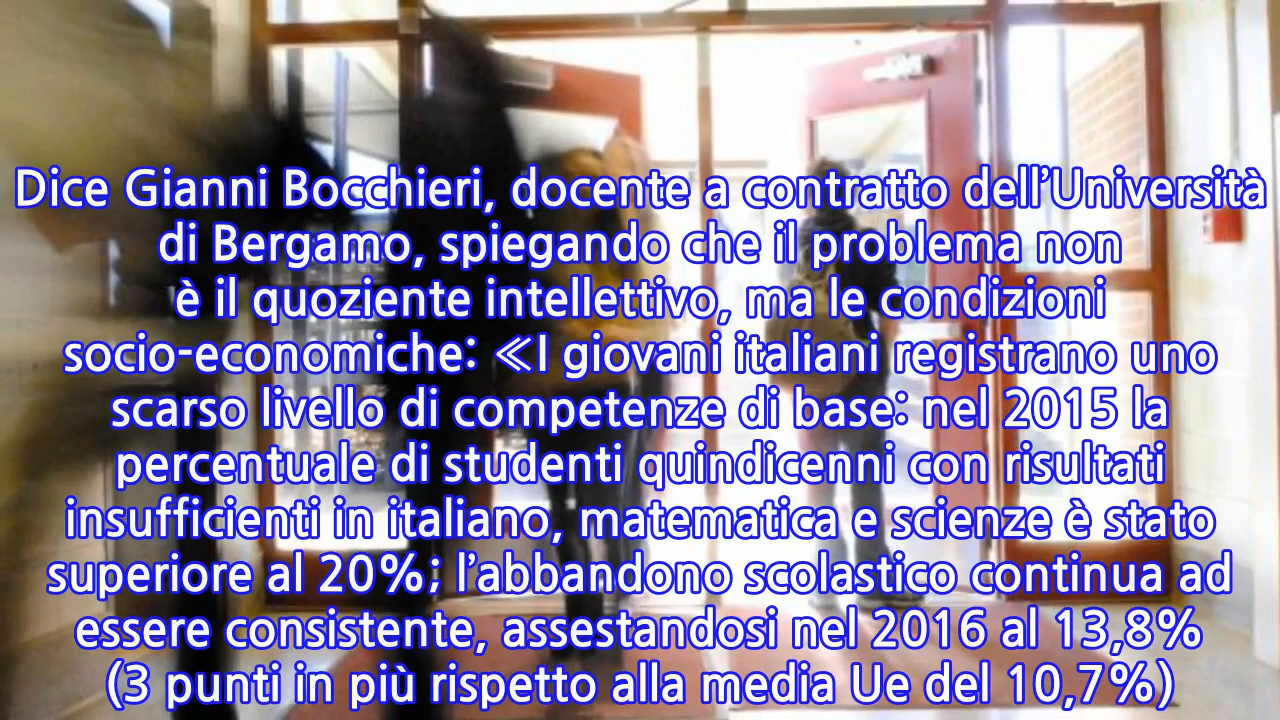 Dice Gianni Bocchieri, docente a contratto dell’Università
di Bergamo, spiegando che il problema non
è il quoziente intellettivo, ma le condizioni
socio-economiche: ≪I giovani italiani registrano uno
scarso livello di competenze di base: nel 2015 la
percentuale di studenti quindicenni con risultati
insufficienti in italiano, matematica e scienze è stato
superiore al 20%; l’abbandono scolastico continua ad
essere consistente, assestandosi nel 2016 al 13,8%
(3 punti in più rispetto alla media Ue del 10,7%)